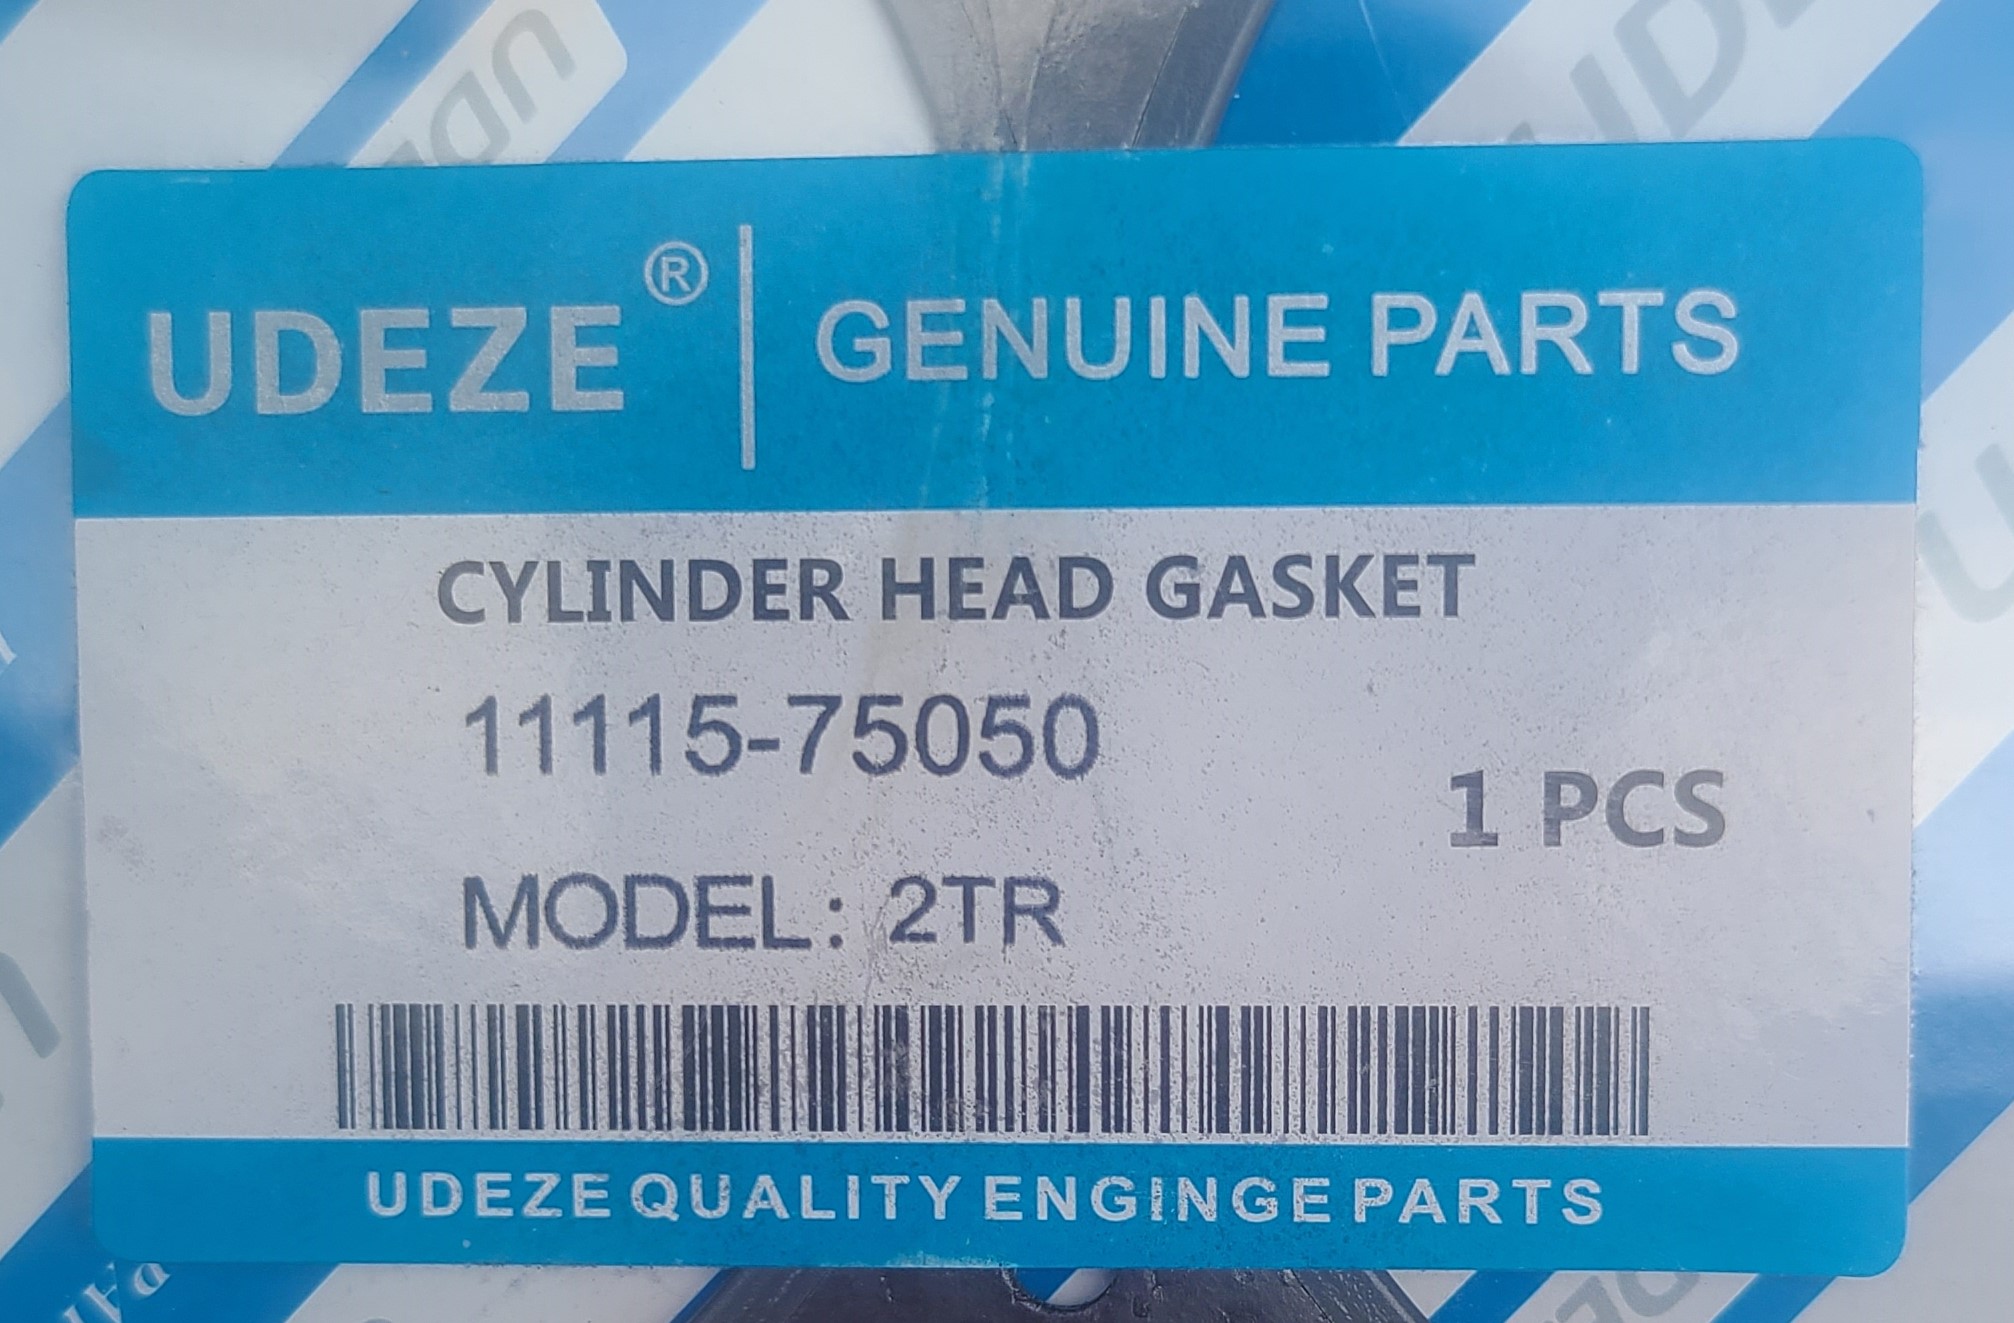 UDEZE® | GENUINE PARTS
CYLINDER HEAD GASKET
11115-75050
1 PCS
MODEL: 2TR
UDEZE QUALITY ENGINGE PARTS